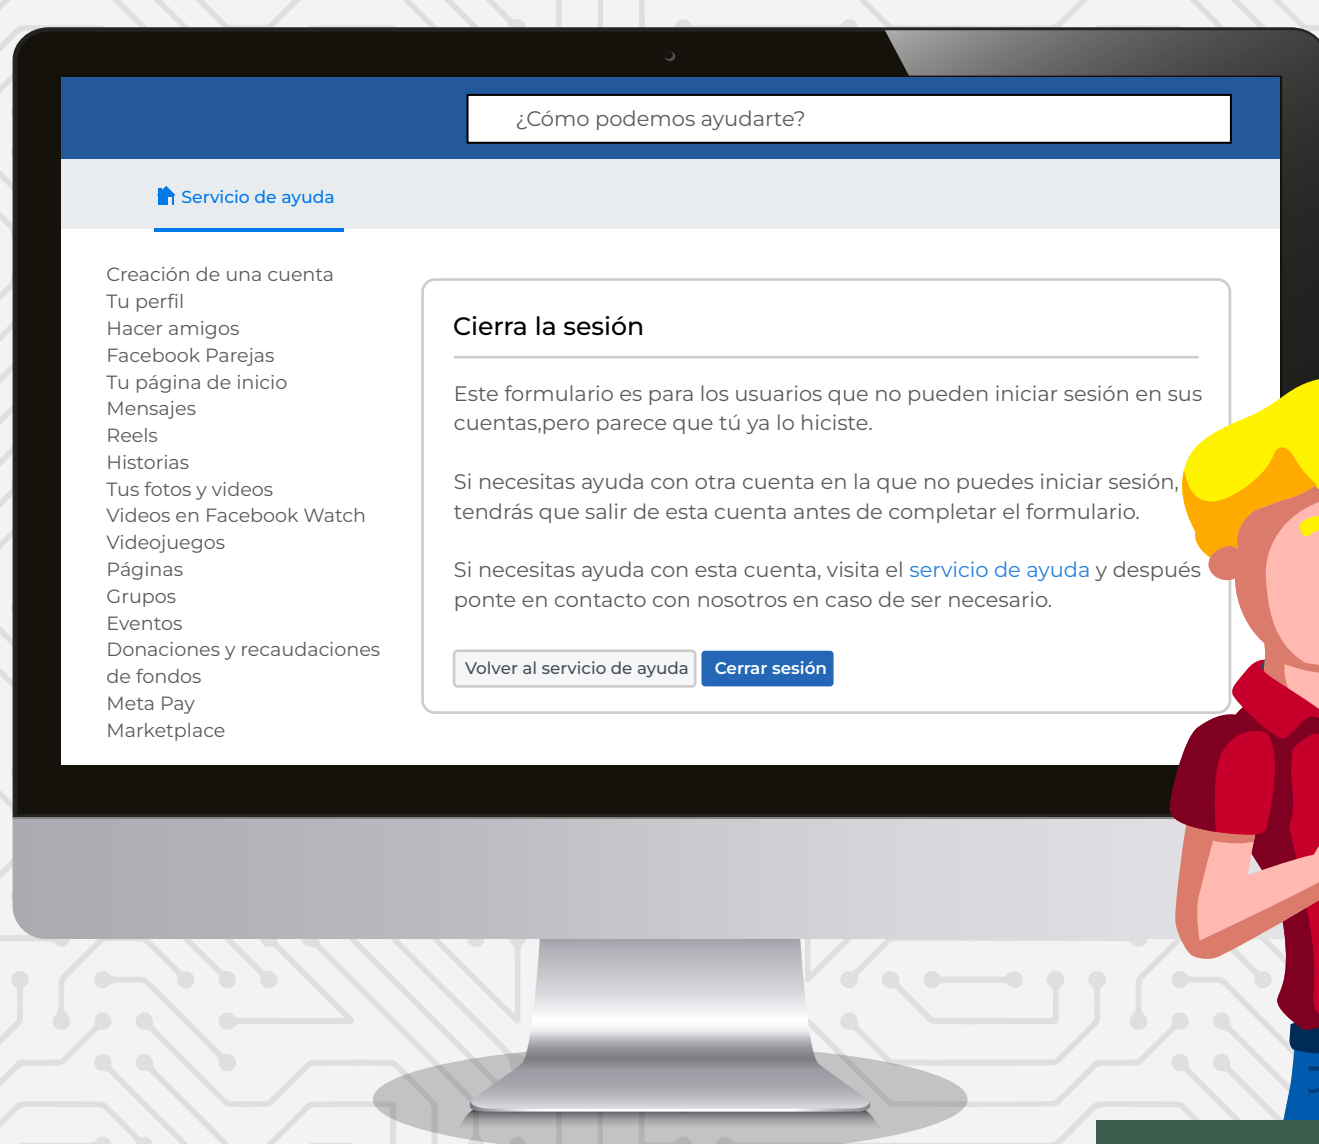 ¿Cómo podemos ayudarte?
Servicio de ayuda
Creación de una cuenta
Tu perfil
Hacer amigos
Facebook Parejas
Tu página de inicio
Mensajes
Reels
Historias
Tus fotos y videos
Videos en Facebook Watch
Videojuegos
Páginas
Grupos
Eventos
Donaciones y recaudaciones
de fondos
Meta Pay
Marketplace
Cierra la sesión
Este formulario es para los usuarios que no pueden iniciar sesión en sus
cuentas,pero parece que tú ya lo hiciste.
Si necesitas ayuda con otra cuenta en la que no puedes iniciar sesión,
tendrás que salir de esta cuenta antes de completar el formulario.
Si necesitas ayuda con esta cuenta, visita el servicio de ayuda y después
ponte en contacto con nosotros en caso de ser necesario.
Volver al servicio de ayuda Cerrar sesión